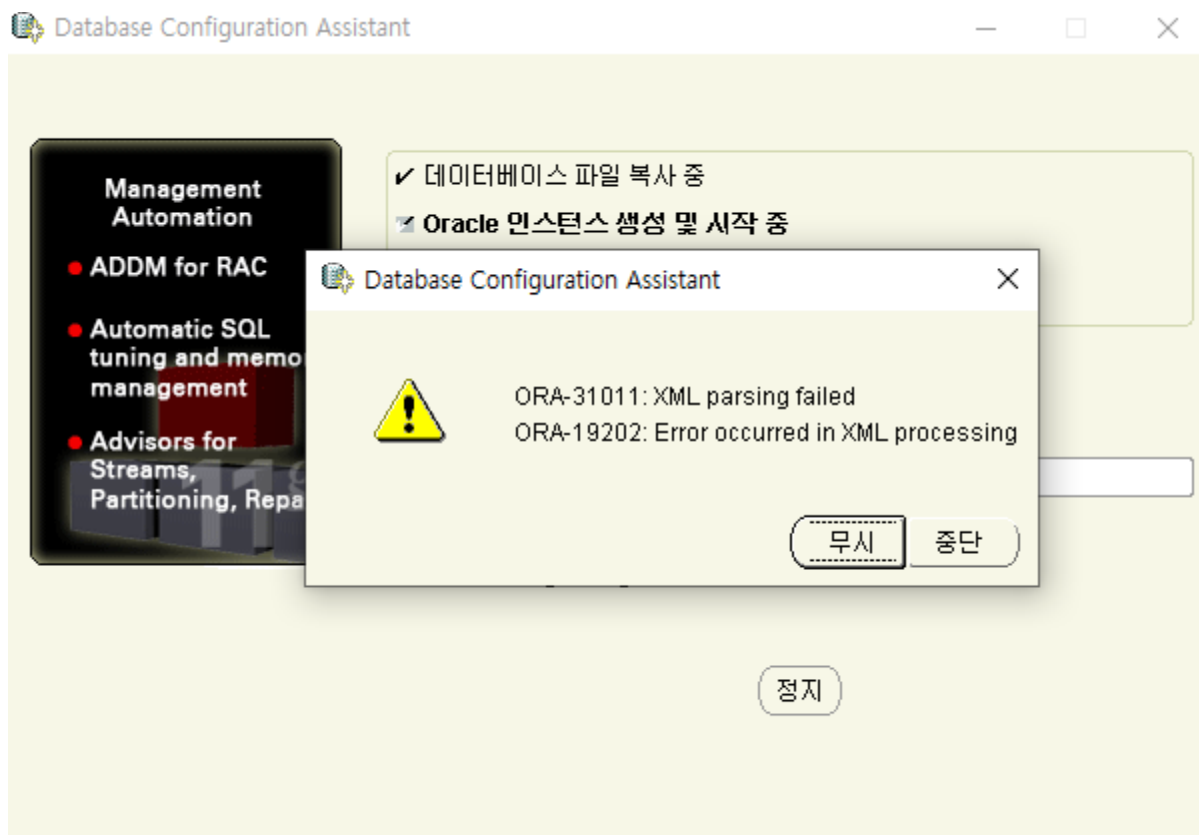 Database Configuration Assistant
Management
Automation
ADDM for RAC
Automatic SQL
tuning and
management
Advisors for
Streams,
Partitioning,
✔ 데이터베이스 파일 복사 중
Oracle 인스턴스 생성 및 시작 중
Database Configuration Assistant
ORA-31011: XML parsing failed
ORA-19202: Error occurred in XML processing
무시
중단
정지